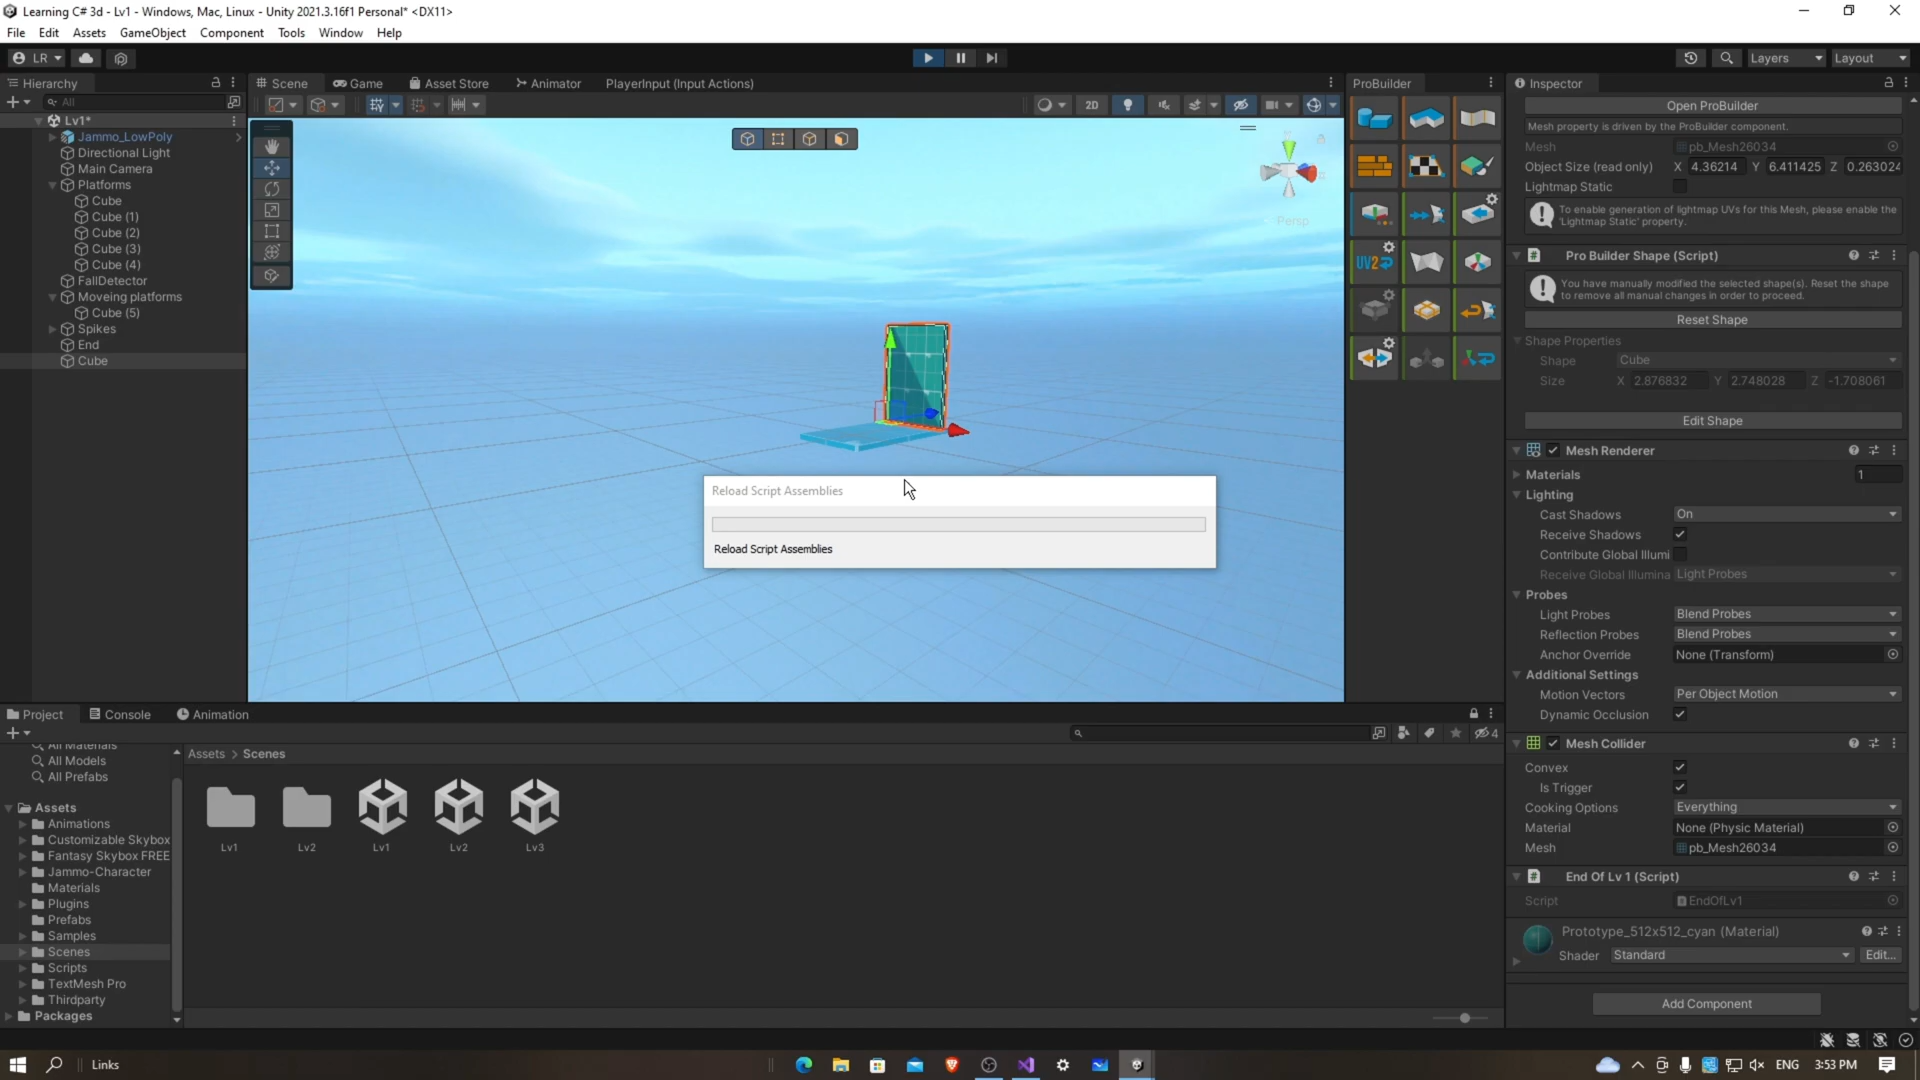 Learning C# 3d - Lv1 - Windows, Mac, Linux - Unity 2021.3.16f1 Personal* <DX11>
File Edit Assets GameObject Component Tools Window Help
LR
Layers
Layout
Hierarchy
All
Lv1*
Jammo_LowPoly
Directional Light
Main Camera
Platforms
Cube
Cube (1)
Cube (2)
Cube (3)
Cube (4)
FallDetector
Moveing platforms
Cube (5)
Spikes
End
Cube
Scene Game Asset Store Animator PlayerInput (Input Actions)
2D
Persp
Reload Script Assemblies
Reload Script Assemblies
ProBuilder
UV2
Inspector
Open ProBuilder
Mesh property is driven by the ProBuilder component.
Mesh pb_Mesh26034
Object Size (read only) X 4.36214 Y 6.411425 Z 0.263024
Lightmap Static
To enable generation of lightmap UVs for this Mesh, please enable the
'Lightmap Static' property.
Pro Builder Shape (Script)
You have manually modified the selected shape(s). Reset the shape
to remove all manual changes in order to proceed.
Reset Shape
Shape Properties
Shape Cube
Size X 2.876832 Y 2.748028 Z -1.708061
Edit Shape
Mesh Renderer
Materials 1
Lighting
Cast Shadows On
Receive Shadows
Contribute Global Illumi
Receive Global Illumina Light Probes
Probes
Light Probes Blend Probes
Reflection Probes Blend Probes
Anchor Override None (Transform)
Additional Settings
Motion Vectors Per Object Motion
Dynamic Occlusion
Mesh Collider
Convex
Is Trigger
Cooking Options Everything
Material None (Physic Material)
Mesh pb_Mesh26034
End Of Lv 1 (Script)
Script EndOfLv1
Prototype_512x512_cyan (Material)
Shader Standard Edit...
Add Component
Project Console Animation
4
All Materials
All Models
All Prefabs
Assets
Animations
Customizable Skybox
Fantasy Skybox FREE
Jammo-Character
Materials
Plugins
Prefabs
Samples
Scenes
Scripts
TextMesh Pro
Thirdparty
Packages
Assets > Scenes
Lv1 Lv2 Lv1 Lv2 Lv3
Links
ENG 3:53 PM